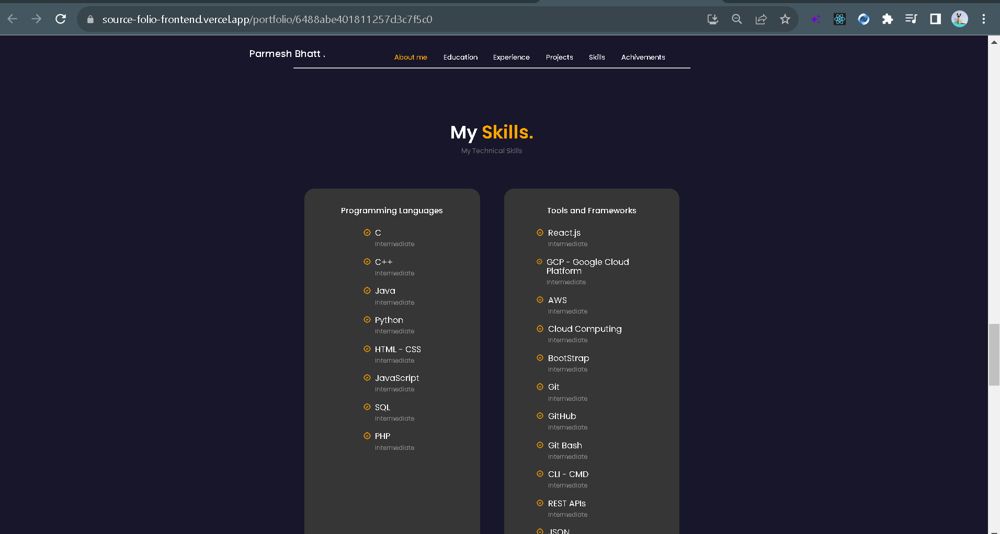 source-folio-frontend.vercel.app/portfolio/6488abe401811257d3c7f5c0
Parmesh Bhatt .
About me Education Experience Projects Skills Achivements
My Skills.
My Technical Skills
Programming Languages
C
Intermediate
C++
Intermediate
Java
Intermediate
Python
Intermediate
HTML - CSS
Intermediate
JavaScript
Intermediate
SQL
Intermediate
PHP
Intermediate
Tools and Frameworks
React.js
Intermediate
GCP - Google Cloud
Platform
Intermediate
AWS
Intermediate
Cloud Computing
Intermediate
BootStrap
Intermediate
Git
Intermediate
GitHub
Intermediate
Git Bash
Intermediate
CLI - CMD
Intermediate
REST APIs
Intermediate
JSON